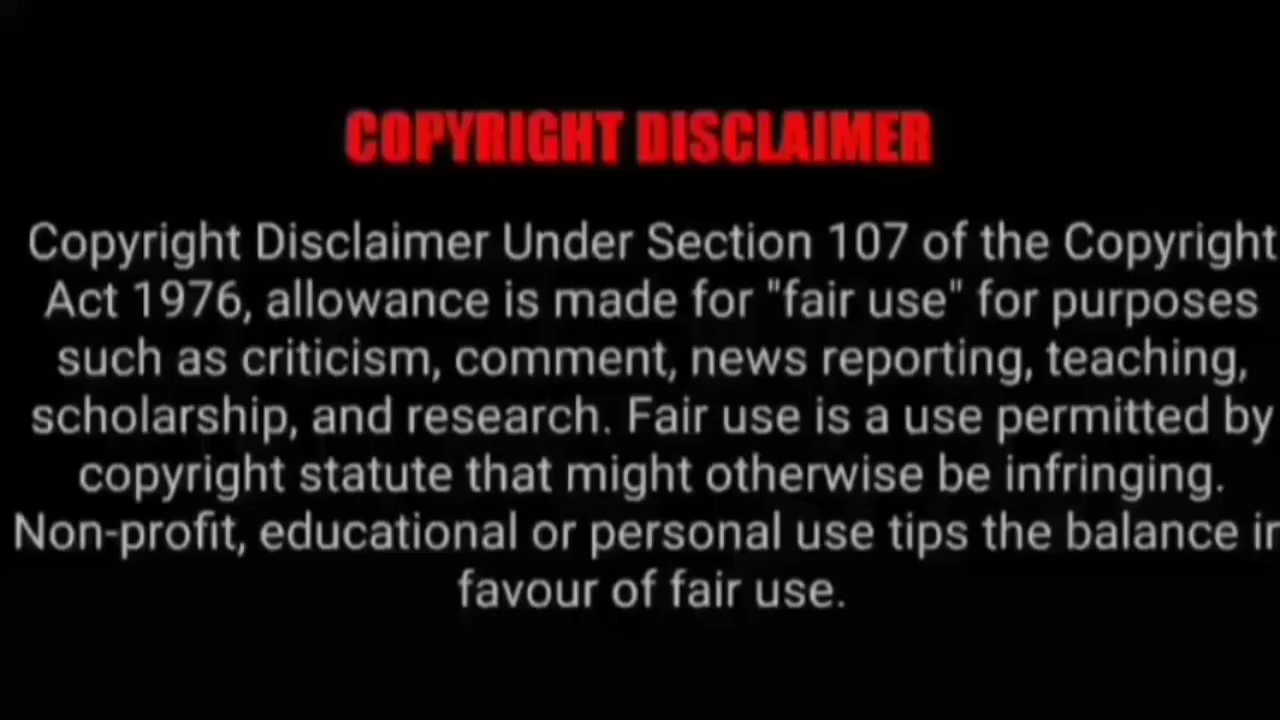 COPYRIGHT DISCLAIMER
Copyright Disclaimer Under Section 107 of the Copyright
Act 1976, allowance is made for "fair use" for purposes
such as criticism, comment, news reporting, teaching,
scholarship, and research. Fair use is a use permitted by
copyright statute that might otherwise be infringing.
Non-profit, educational or personal use tips the balance in
favour of fair use.